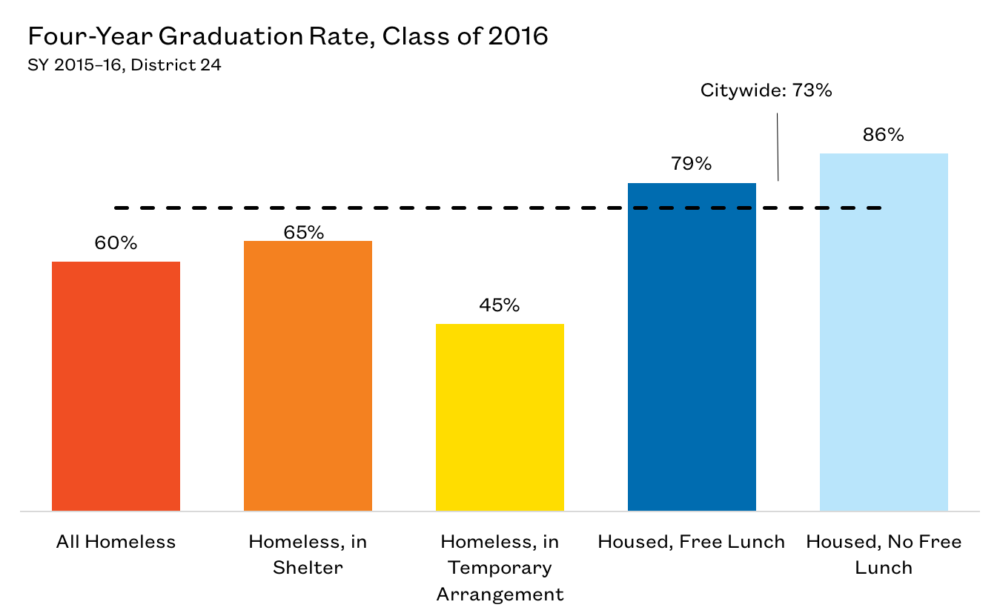 Four-Year Graduation Rate, Class of 2016
SY 2015–16, District 24
Citywide: 73%
60%
65%
45%
79%
86%
All Homeless
Homeless, in
Shelter
Homeless, in
Temporary
Arrangement
Housed, Free Lunch
Housed, No Free
Lunch